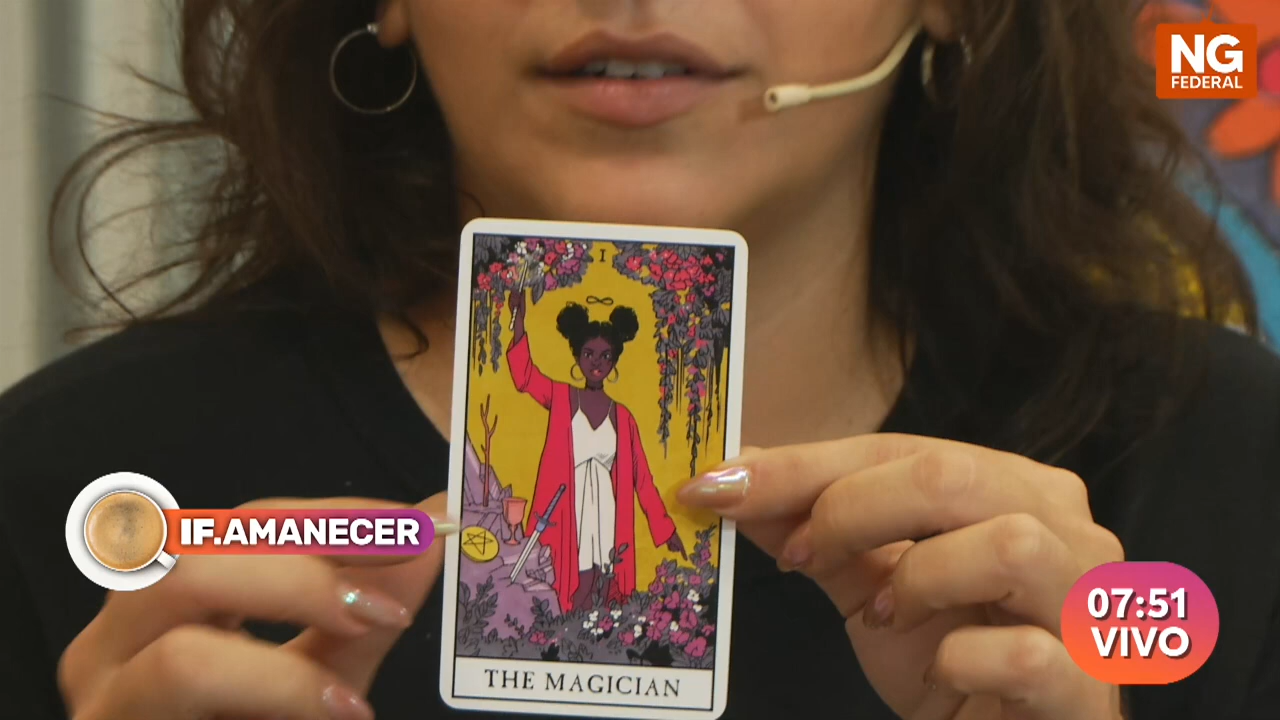 NG
FEDERAL
I
IF.AMANECER
07:51
VIVO
THE MAGICIAN